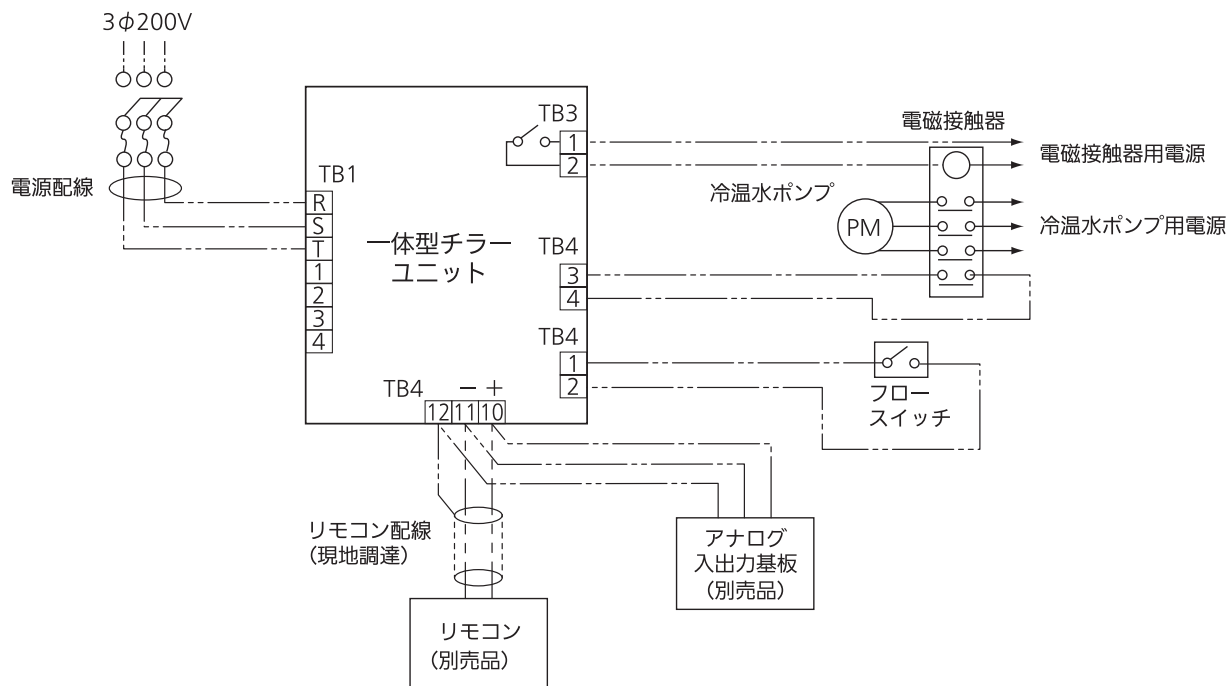 3φ200V
電源配線
TB1
R
S
T
1
2
3
4
一体型チラー
ユニット
TB3
1
2
TB4
3
4
TB4
1
2
TB4
− +
12 11 10
電磁接触器
電磁接触器用電源
冷温水ポンプ
PM
冷温水ポンプ用電源
フロー
スイッチ
リモコン配線
(現地調達)
リモコン
(別売品)
アナログ
入出力基板
(別売品)